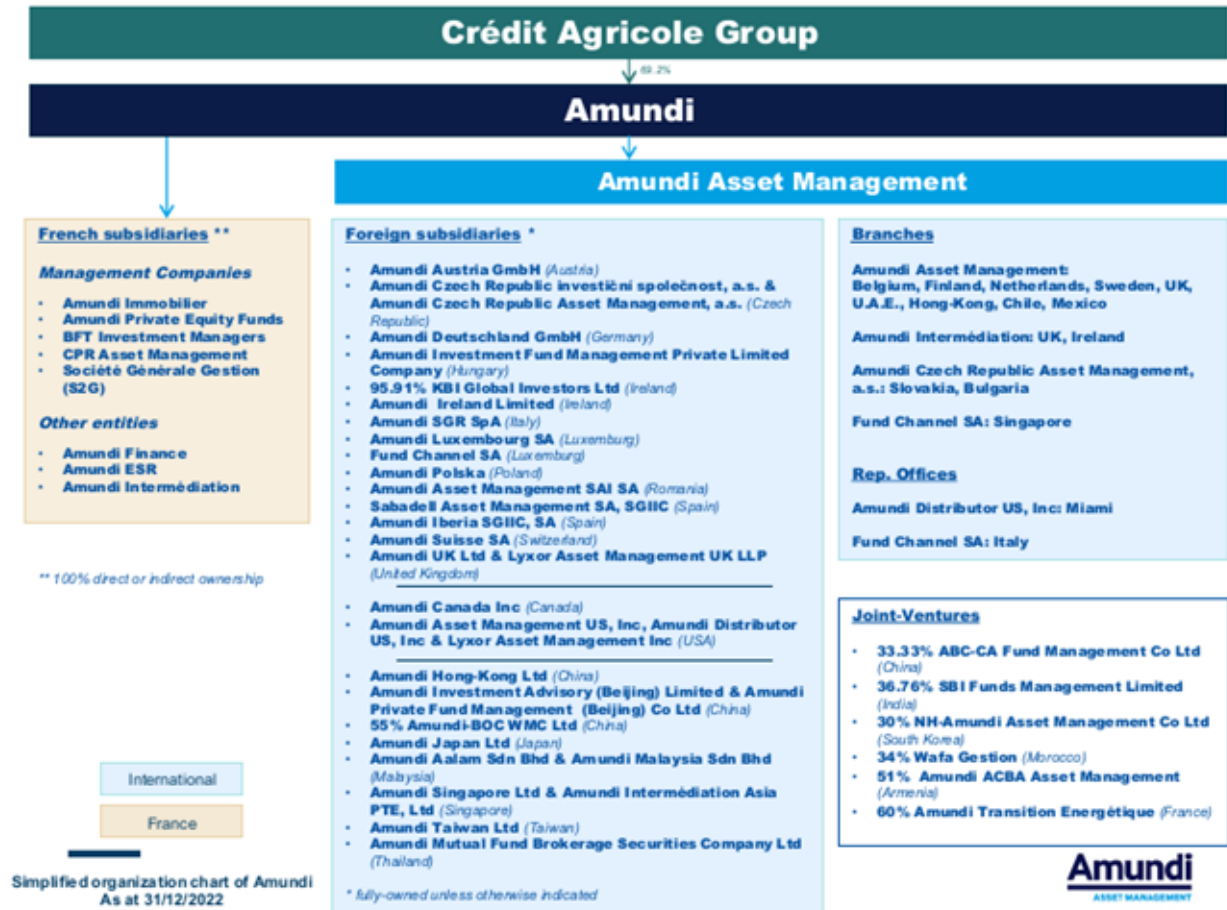 Crédit Agricole Group
69.2%
Amundi
Amundi Asset Management
French subsidiaries **
Management Companies
• Amundi Immobilier
• Amundi Private Equity Funds
• BFT Investment Managers
• CPR Asset Management
• Société Générale Gestion
(S2G)
Other entities
• Amundi Finance
• Amundi ESR
• Amundi Intermédiation
** 100% direct or indirect ownership
Foreign subsidiaries *
• Amundi Austria GmbH (Austria)
• Amundi Czech Republic investiční společnost, a.s. &
Amundi Czech Republic Asset Management, a.s. (Czech
Republic)
• Amundi Deutschland GmbH (Germany)
• Amundi Investment Fund Management Private Limited
Company (Hungary)
• 95.91% KBI Global Investors Ltd (Ireland)
• Amundi Ireland Limited (Ireland)
• Amundi SGR SpA (Italy)
• Amundi Luxembourg SA (Luxemburg)
• Fund Channel SA (Luxemburg)
• Amundi Polska (Poland)
• Amundi Asset Management SAI SA (Romania)
• Sabadell Asset Management SA, SGIIC (Spain)
• Amundi Iberia SGIIC, SA (Spain)
• Amundi Suisse SA (Switzerland)
• Amundi UK Ltd & Lyxor Asset Management UK LLP
(United Kingdom)
• Amundi Canada Inc (Canada)
• Amundi Asset Management US, Inc, Amundi Distributor
US, Inc & Lyxor Asset Management Inc (USA)
• Amundi Hong-Kong Ltd (China)
• Amundi Investment Advisory (Beijing) Limited & Amundi
Private Fund Management (Beijing) Co Ltd (China)
• 55% Amundi-BOC WMC Ltd (China)
• Amundi Japan Ltd (Japan)
• Amundi Aalam Sdn Bhd & Amundi Malaysia Sdn Bhd
(Malaysia)
• Amundi Singapore Ltd & Amundi Intermédiation Asia
PTE, Ltd (Singapore)
• Amundi Taiwan Ltd (Taiwan)
• Amundi Mutual Fund Brokerage Securities Company Ltd
(Thailand)
* fully-owned unless otherwise indicated
Branches
Amundi Asset Management:
Belgium, Finland, Netherlands, Sweden, UK,
U.A.E., Hong-Kong, Chile, Mexico
Amundi Intermédiation: UK, Ireland
Amundi Czech Republic Asset Management,
a.s.: Slovakia, Bulgaria
Fund Channel SA: Singapore
Rep. Offices
Amundi Distributor US, Inc: Miami
Fund Channel SA: Italy
Joint-Ventures
• 33.33% ABC-CA Fund Management Co Ltd
(China)
• 36.76% SBI Funds Management Limited
(India)
• 30% NH-Amundi Asset Management Co Ltd
(South Korea)
• 34% Wafa Gestion (Morocco)
• 51% Amundi ACBA Asset Management
(Armenia)
• 60% Amundi Transition Energétique (France)
International
France
Simplified organization chart of Amundi
As at 31/12/2022
Amundi
ASSET MANAGEMENT